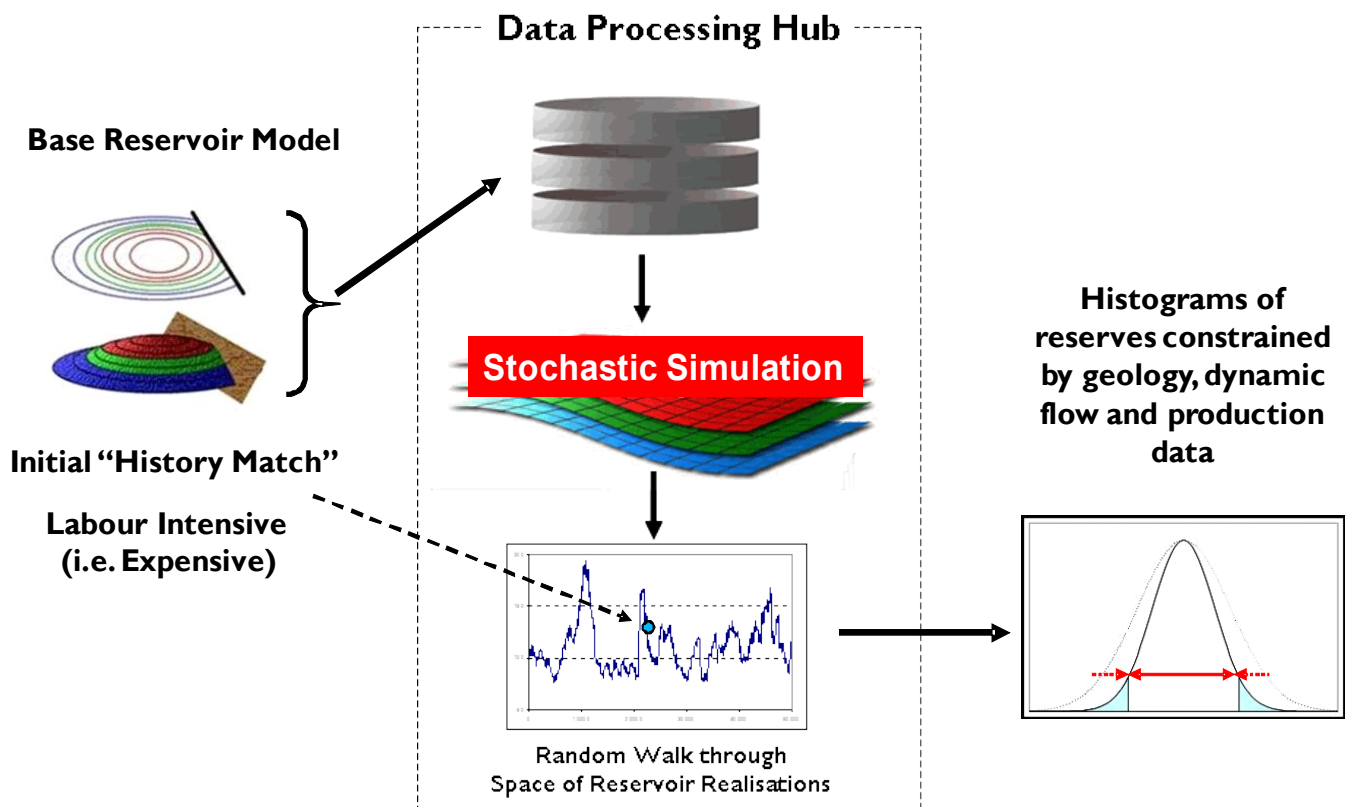 Data Processing Hub
Base Reservoir Model
Stochastic Simulation
Initial “History Match”
Labour Intensive
(i.e. Expensive)
Random Walk through
Space of Reservoir Realisations
Histograms of
reserves constrained
by geology, dynamic
flow and production
data